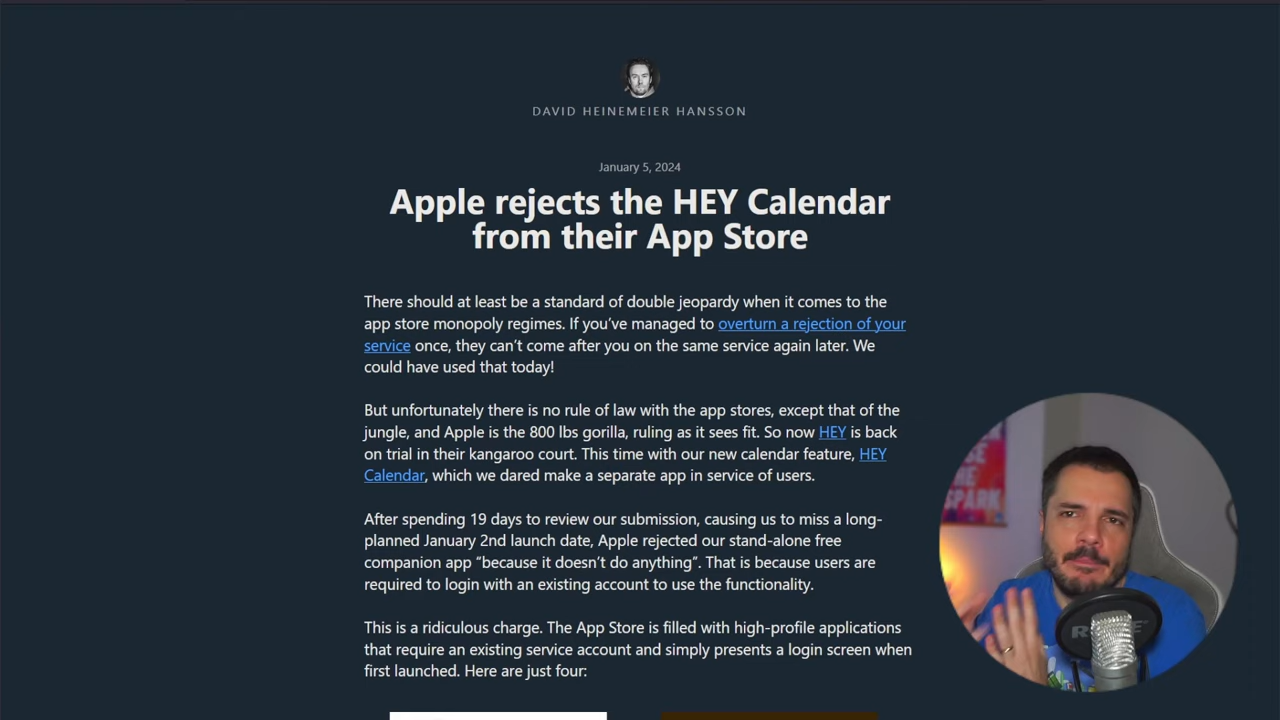 DAVID HEINEMEIER HANSSON
January 5, 2024
Apple rejects the HEY Calendar
from their App Store
There should at least be a standard of double jeopardy when it comes to the
app store monopoly regimes. If you’ve managed to overturn a rejection of your
service once, they can’t come after you on the same service again later. We
could have used that today!
But unfortunately there is no rule of law with the app stores, except that of the
jungle, and Apple is the 800 lbs gorilla, ruling as it sees fit. So now HEY is back
on trial in their kangaroo court. This time with our new calendar feature, HEY
Calendar, which we dared make a separate app in service of users.
After spending 19 days to review our submission, causing us to miss a long-
planned January 2nd launch date, Apple rejected our stand-alone free
companion app “because it doesn’t do anything”. That is because users are
required to login with an existing account to use the functionality.
This is a ridiculous charge. The App Store is filled with high-profile applications
that require an existing service account and simply presents a login screen when
first launched. Here are just four:
THE
SPARK